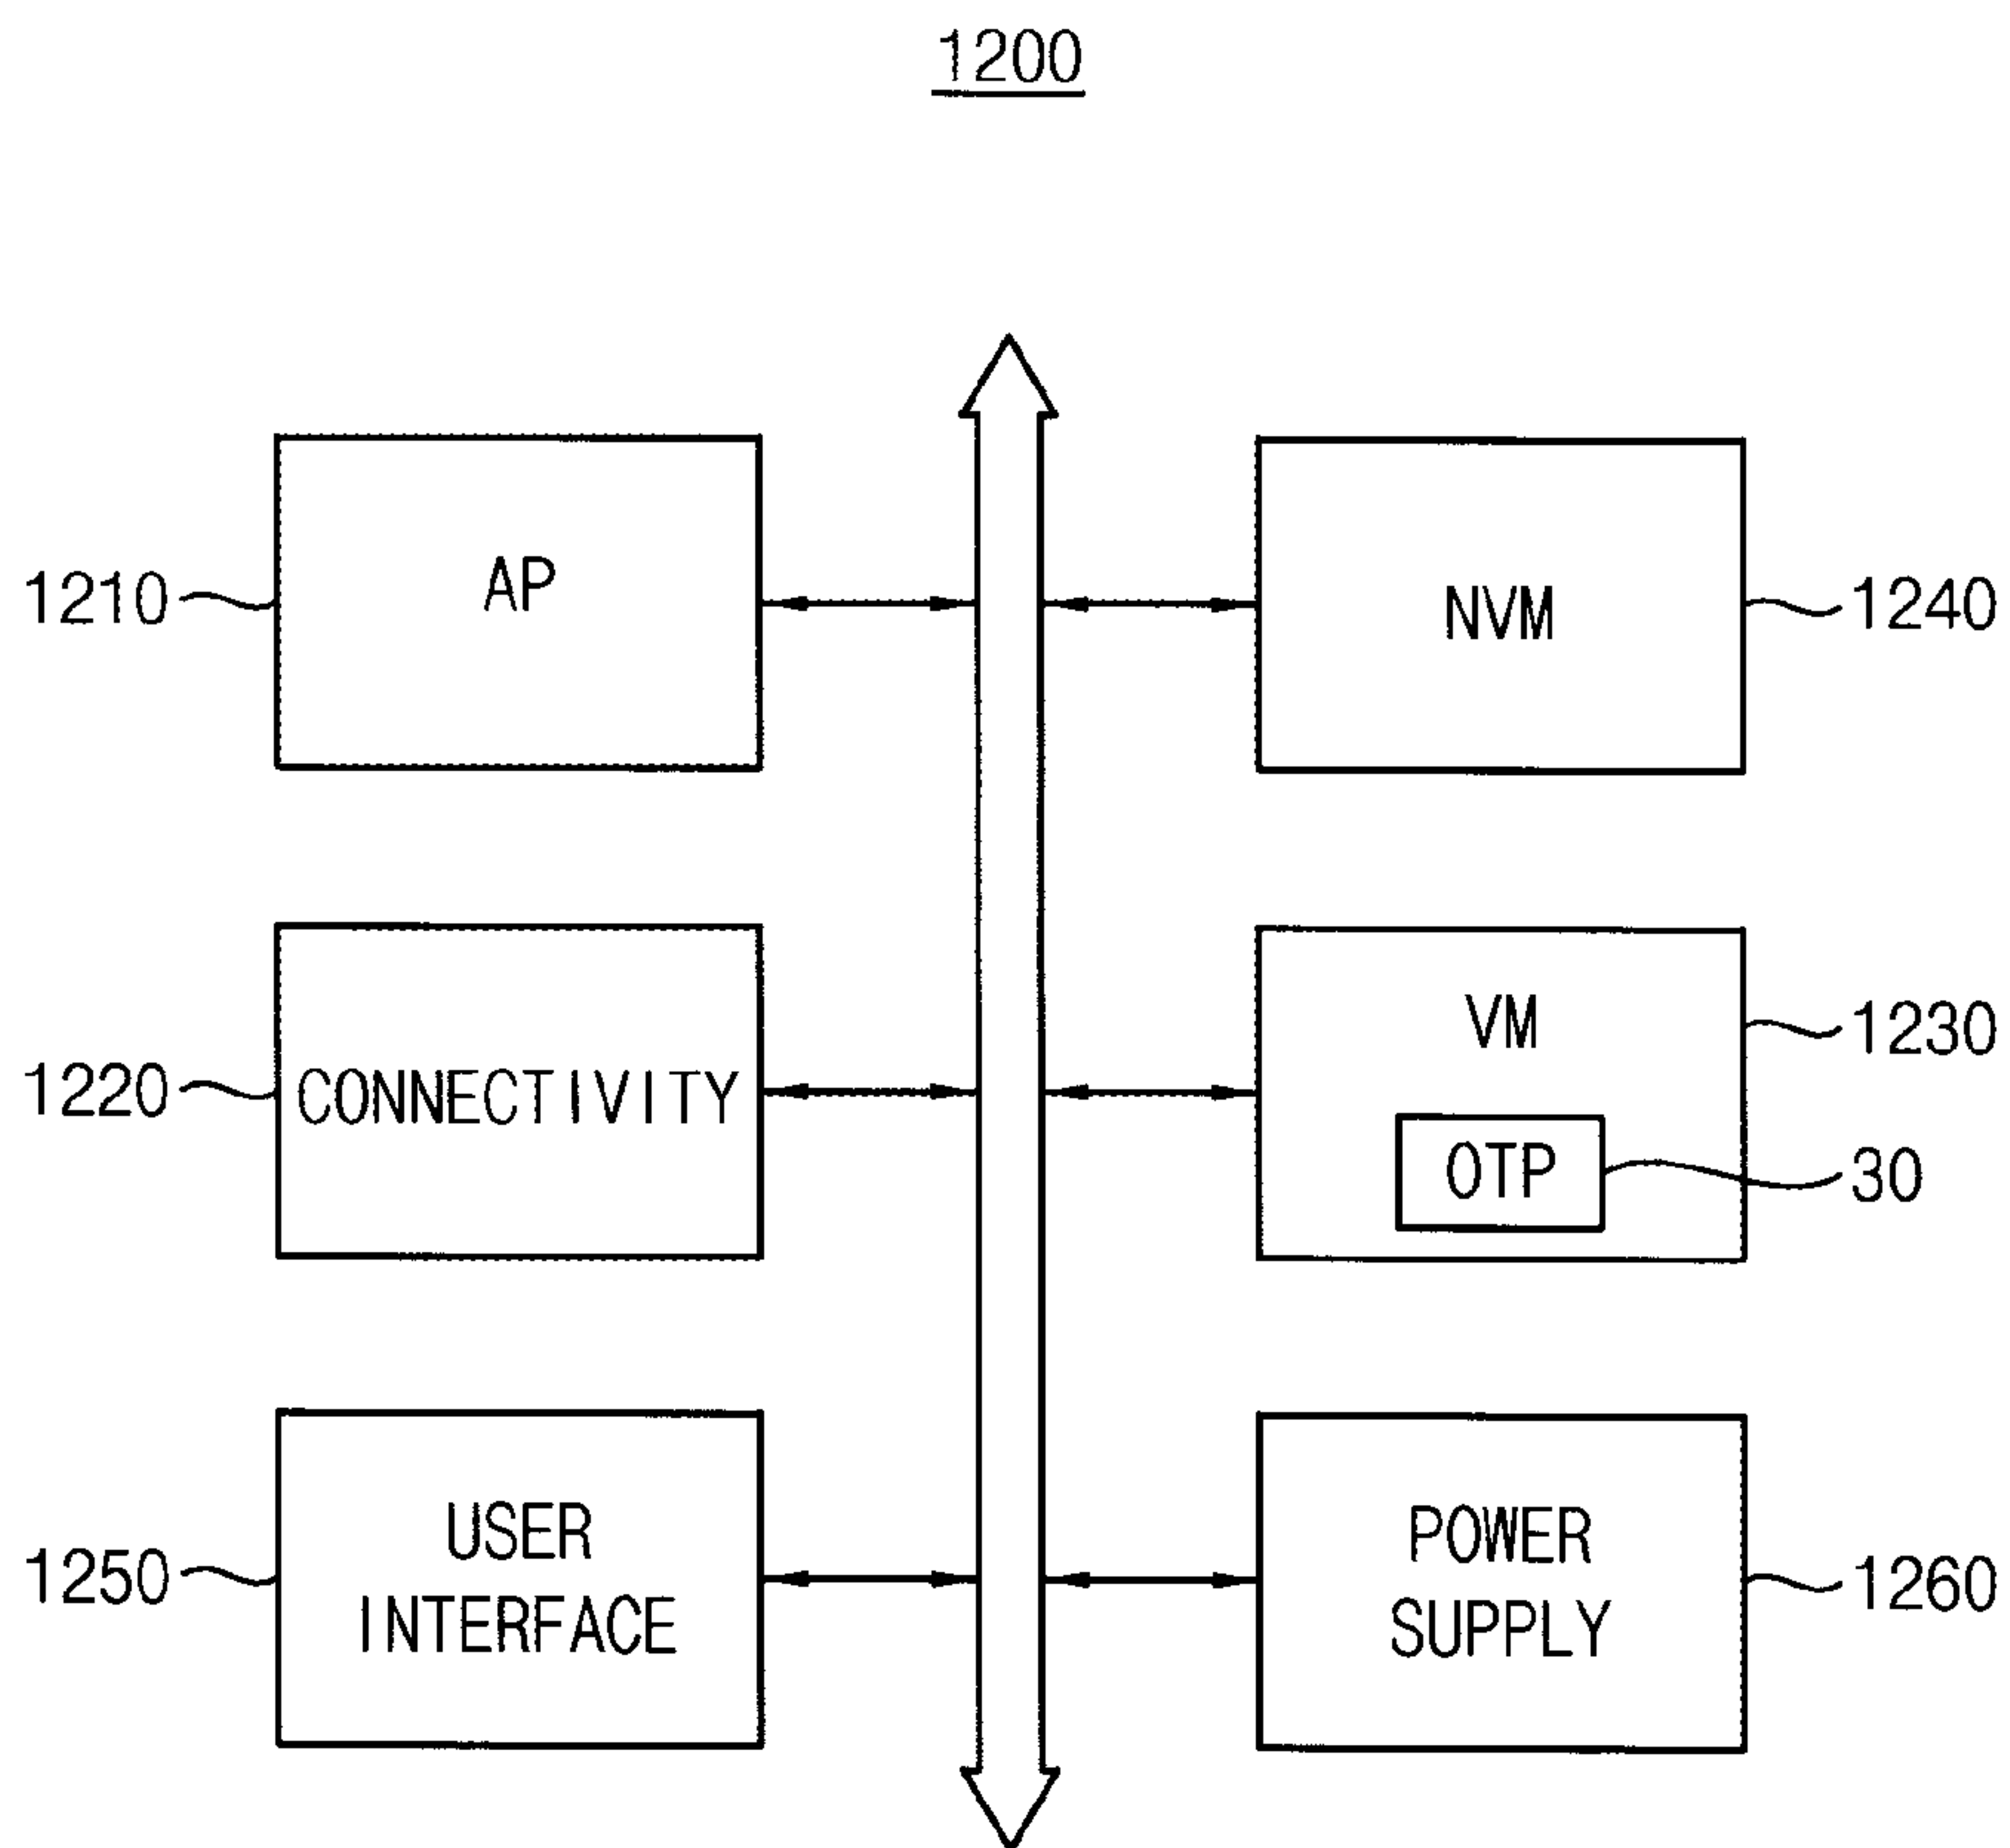 1200
1210
AP
NVM
1240
1220
CONNECTIVITY
VM
1230
OTP
30
1250
USER
INTERFACE
POWER
SUPPLY
1260